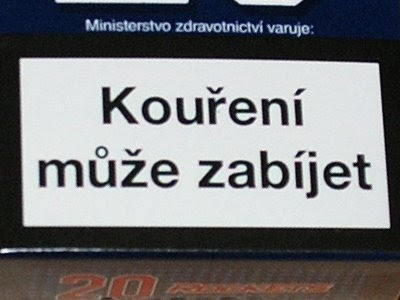 Ministerstvo zdravotnictví varuje:
Kouření
může zabíjet
20